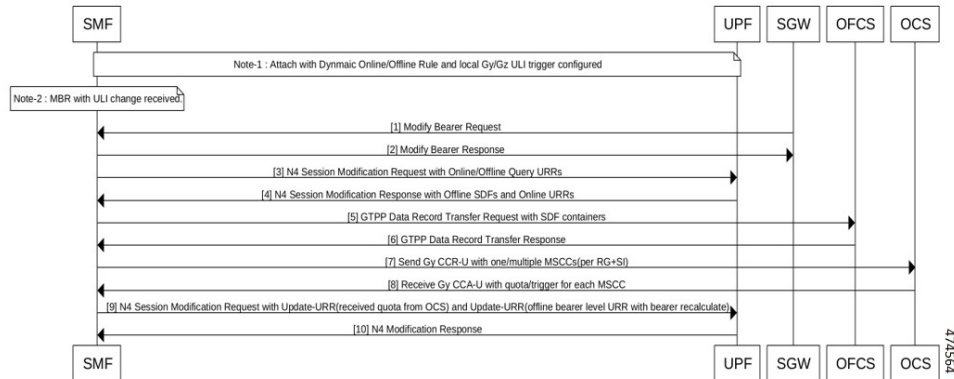 SMF UPF SGW OFCS OCS
Note-1 : Attach with Dynmaic Online/Offline Rule and local Gy/Gz ULI trigger configured
Note-2 : MBR with ULI change received.
[1] Modify Bearer Request
[2] Modify Bearer Response
[3] N4 Session Modification Request with Online/Offline Query URRs
[4] N4 Session Modification Response with Offline SDFs and Online URRs
[5] GTPP Data Record Transfer Request with SDF containers
[6] GTPP Data Record Transfer Response
[7] Send Gy CCR-U with one/multiple MSCCs(per RG+SI)
[8] Receive Gy CCA-U with quota/trigger for each MSCC
[9] N4 Session Modification Request with Update-URR(received quota from OCS) and Update-URR(offline bearer level URR with bearer recalculate)
[10] N4 Modification Response
SMF UPF SGW OFCS OCS
474564